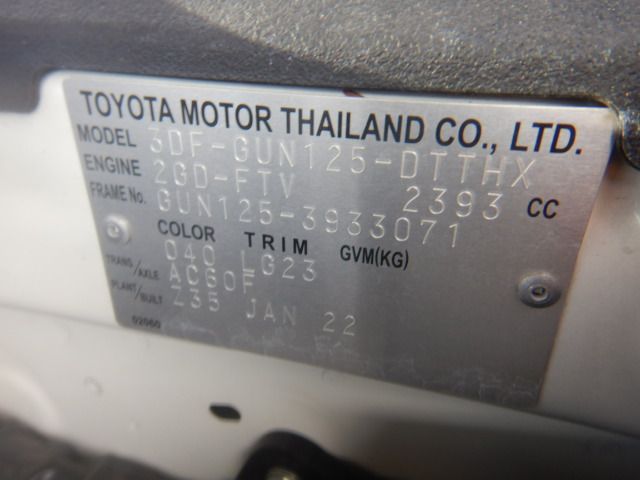 TOYOTA MOTOR THAILAND CO., LTD.
MODEL 3DF-GUN125-DTTHX
ENGINE 2GD-FTV 2393 CC
FRAME No. GUN125-3933071
COLOR TRIM GVM(KG)
040 LG23
TRANS/AXLE AC60F
PLANT/BUILT Z35 JAN 22
02060